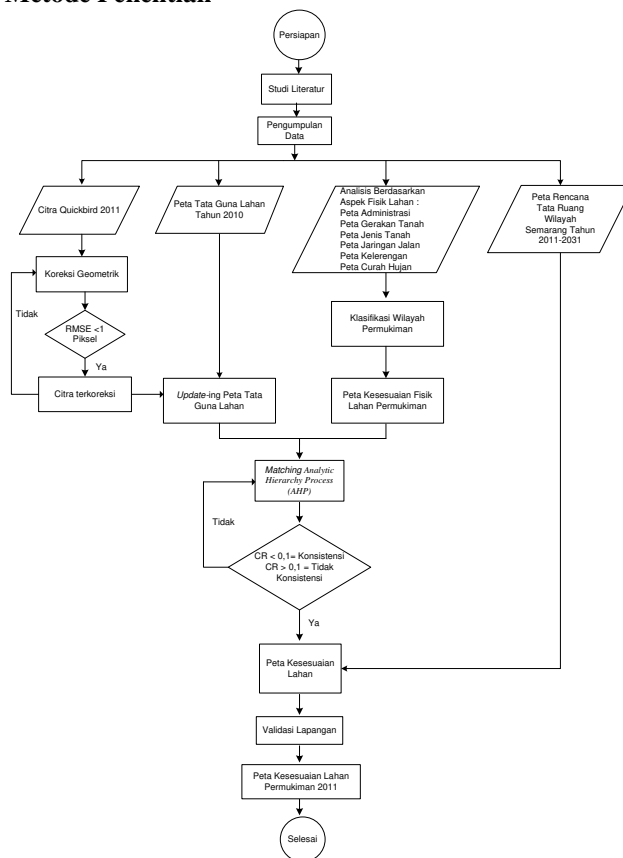 Metode Penelitian
Persiapan
Studi Literatur
Pengumpulan
Data
Citra Quickbird 2011
Peta Tata Guna Lahan
Tahun 2010
Analisis Berdasarkan
Aspek Fisik Lahan :
Peta Administrasi
Peta Gerakan Tanah
Peta Jenis Tanah
Peta Jaringan Jalan
Peta Kelerengan
Peta Curah Hujan
Peta Rencana
Tata Ruang
Wilayah
Semarang Tahun
2011-2031
Koreksi Geometrik
Tidak
RMSE <1
Piksel
Ya
Citra terkoreksi
Update-ing Peta Tata
Guna Lahan
Klasifikasi Wilayah
Permukiman
Peta Kesesuaian Fisik
Lahan Permukiman
Matching Analytic
Hierarchy Process
(AHP)
Tidak
CR < 0,1= Konsistensi
CR > 0,1 = Tidak
Konsistensi
Ya
Peta Kesesuaian
Lahan
Validasi Lapangan
Peta Kesesuaian Lahan
Permukiman 2011
Selesai